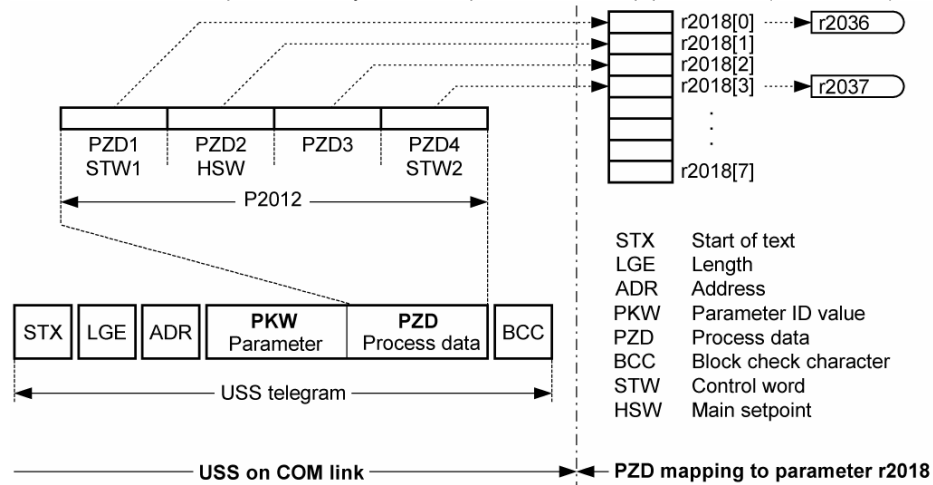 r2018[0] r2036
r2018[1]
r2018[2]
r2018[3] r2037
r2018[7]
PZD1 PZD2 PZD3 PZD4
STW1 HSW STW2
P2012
STX LGE ADR PKW PZD BCC
Parameter Process data
USS telegram
STX Start of text
LGE Length
ADR Address
PKW Parameter ID value
PZD Process data
BCC Block check character
STW Control word
HSW Main setpoint
USS on COM link PZD mapping to parameter r2018